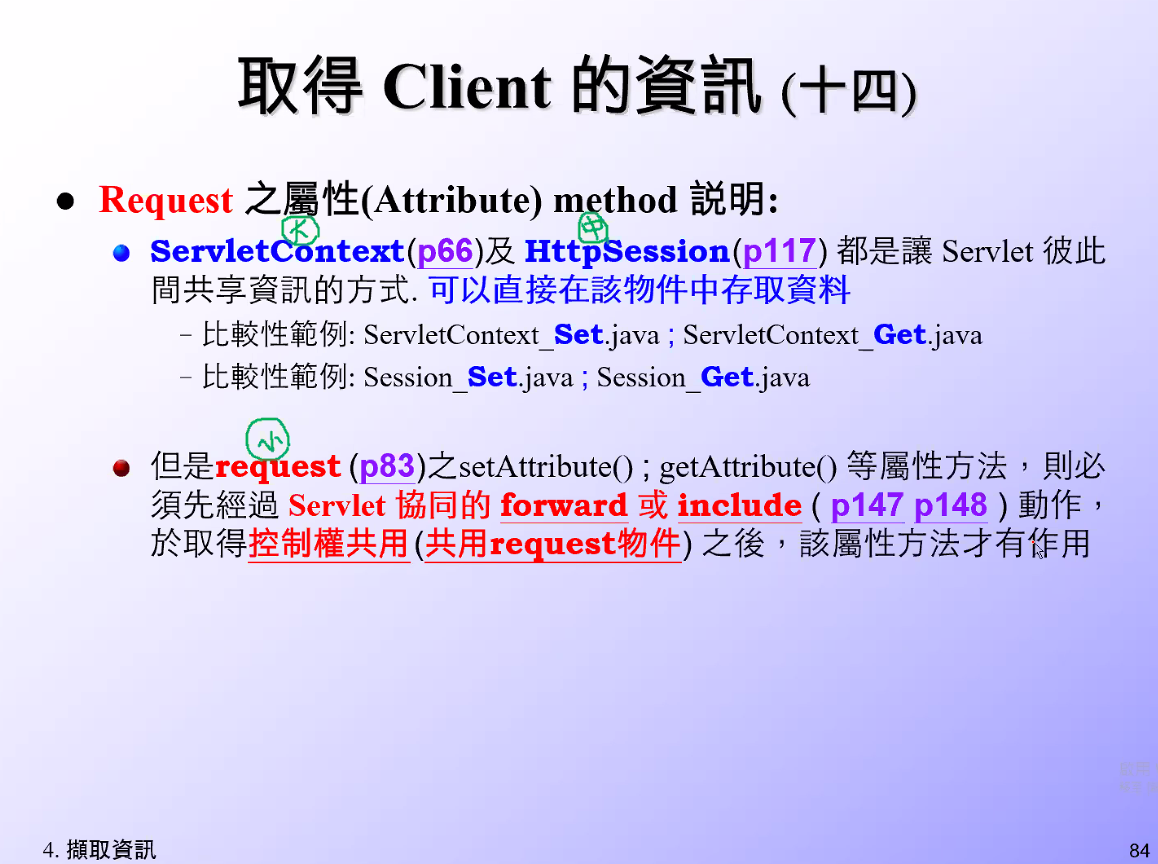 取得 Client 的資訊 (十四)
● Request 之屬性(Attribute) method 說明:
大 中
ServletContext(p66)及 HttpSession(p117) 都是讓 Servlet 彼此
間共享資訊的方式. 可以直接在該物件中存取資料
– 比較性範例: ServletContext_Set.java ; ServletContext_Get.java
– 比較性範例: Session_Set.java ; Session_Get.java
小
但是request (p83)之setAttribute() ; getAttribute() 等屬性方法，則必
須先經過 Servlet 協同的 forward 或 include ( p147 p148 ) 動作，
於取得控制權共用(共用request物件) 之後，該屬性方法才有作用
4. 擷取資訊
84